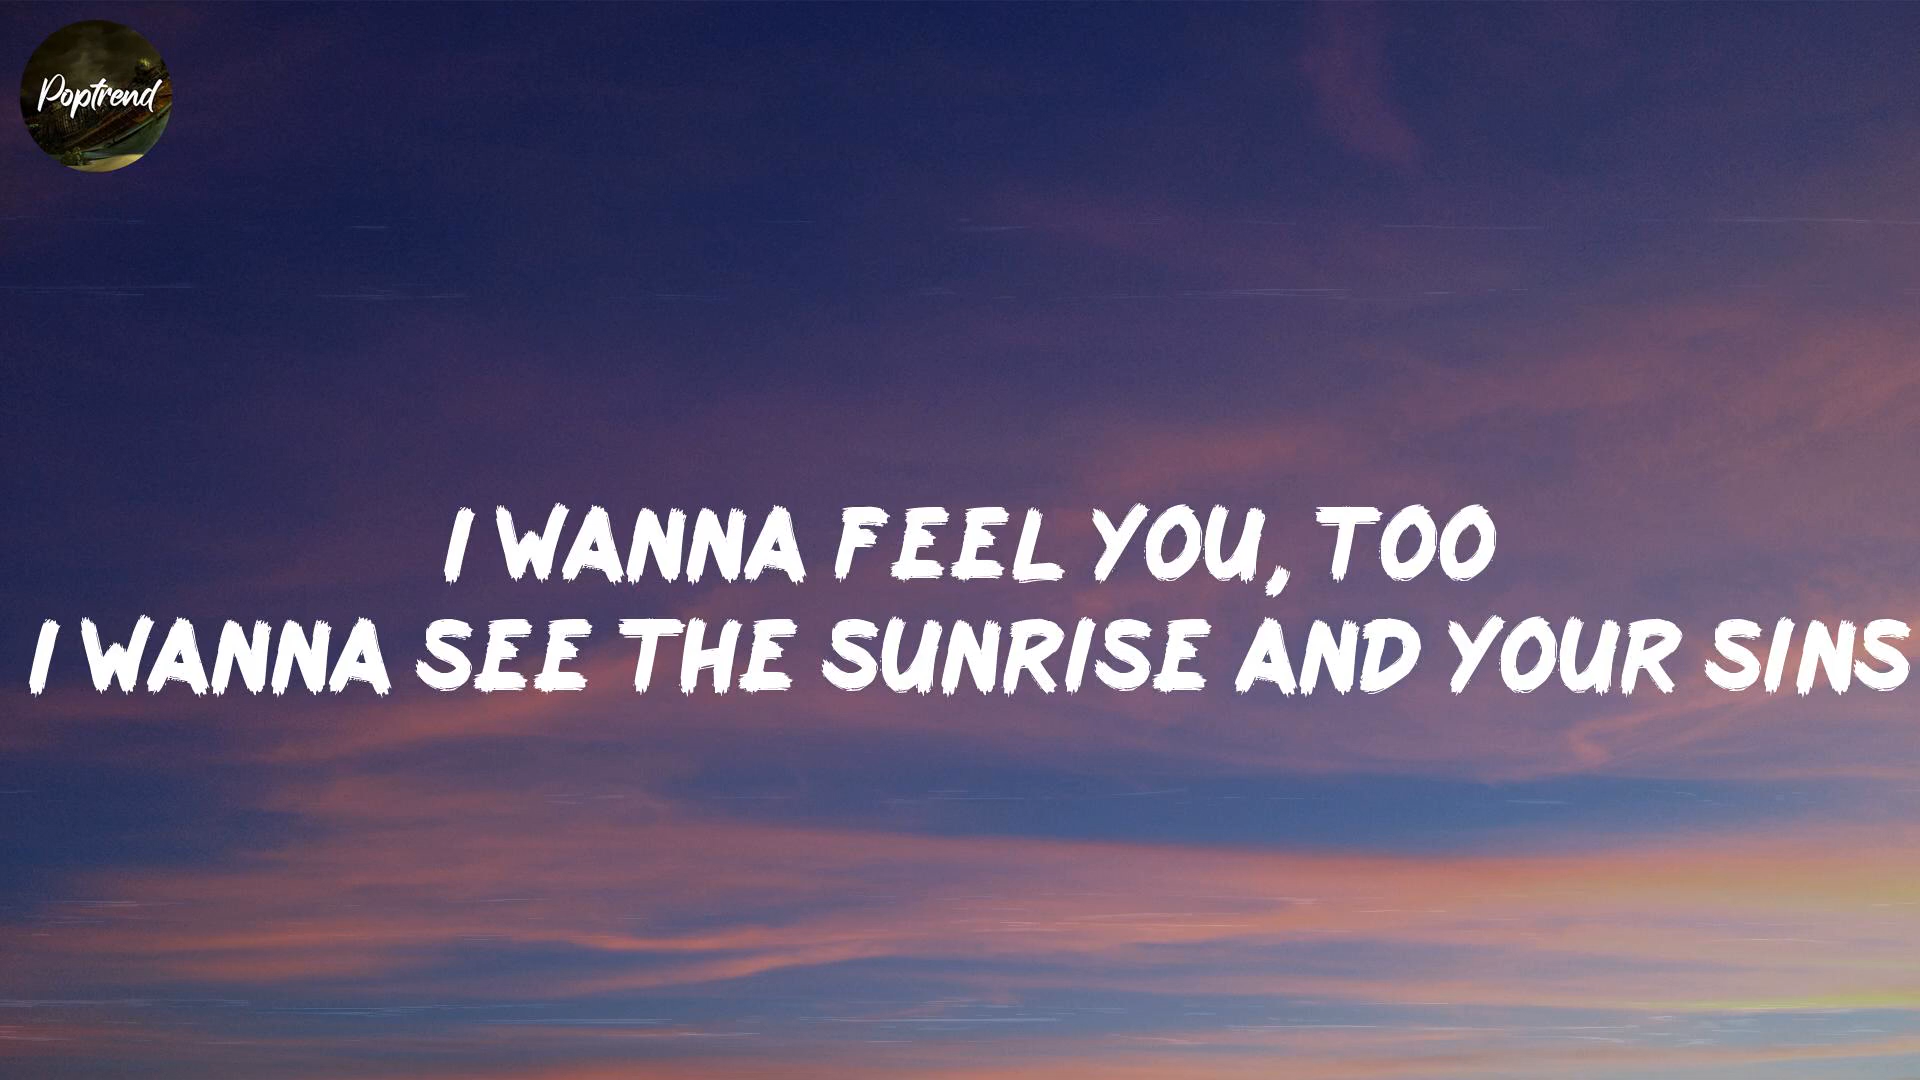 Poptrend
I WANNA FEEL YOU, TOO
I WANNA SEE THE SUNRISE AND YOUR SINS